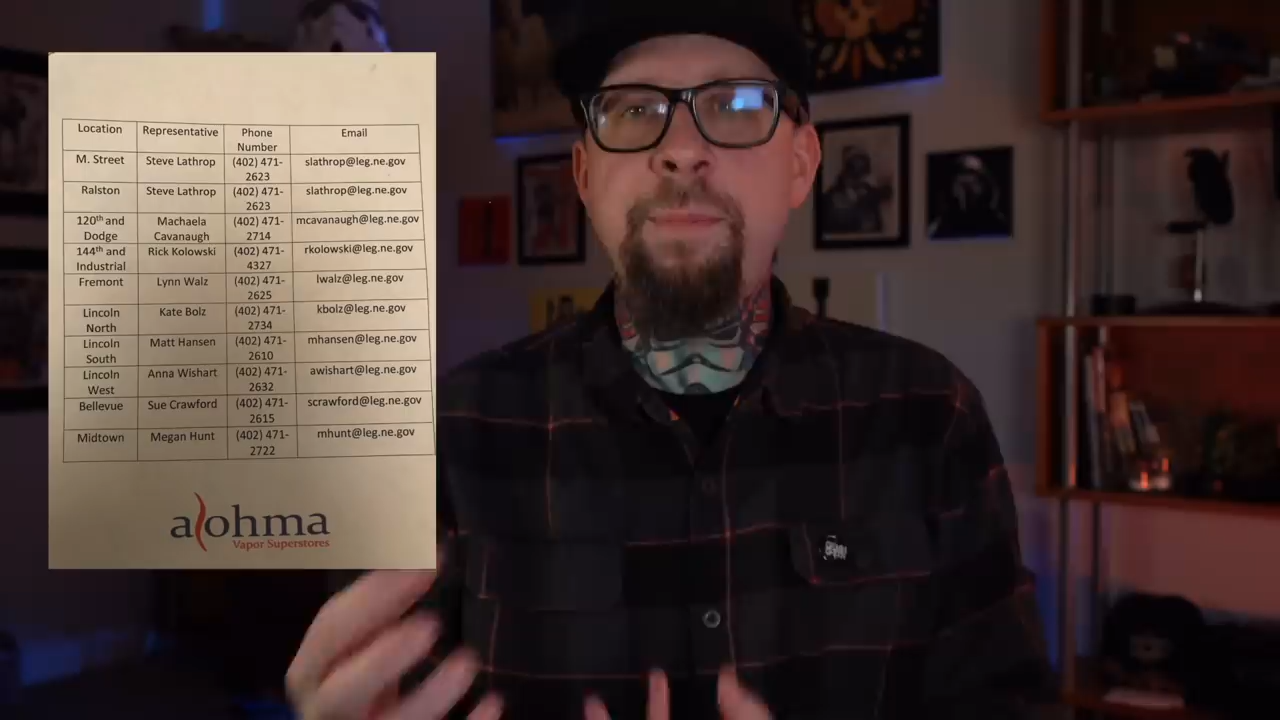 Location Representative Phone Number Email
M. Street Steve Lathrop (402) 471-2623 slathrop@leg.ne.gov
Ralston Steve Lathrop (402) 471-2623 slathrop@leg.ne.gov
120th and Dodge Machaela Cavanaugh (402) 471-2714 mcavanaugh@leg.ne.gov
144th and Industrial Rick Kolowski (402) 471-4327 rkolowski@leg.ne.gov
Fremont Lynn Walz (402) 471-2625 lwalz@leg.ne.gov
Lincoln North Kate Bolz (402) 471-2734 kbolz@leg.ne.gov
Lincoln South Matt Hansen (402) 471-2610 mhansen@leg.ne.gov
Lincoln West Anna Wishart (402) 471-2632 awishart@leg.ne.gov
Bellevue Sue Crawford (402) 471-2615 scrawford@leg.ne.gov
Midtown Megan Hunt (402) 471-2722 mhunt@leg.ne.gov
alohma
Vapor Superstores